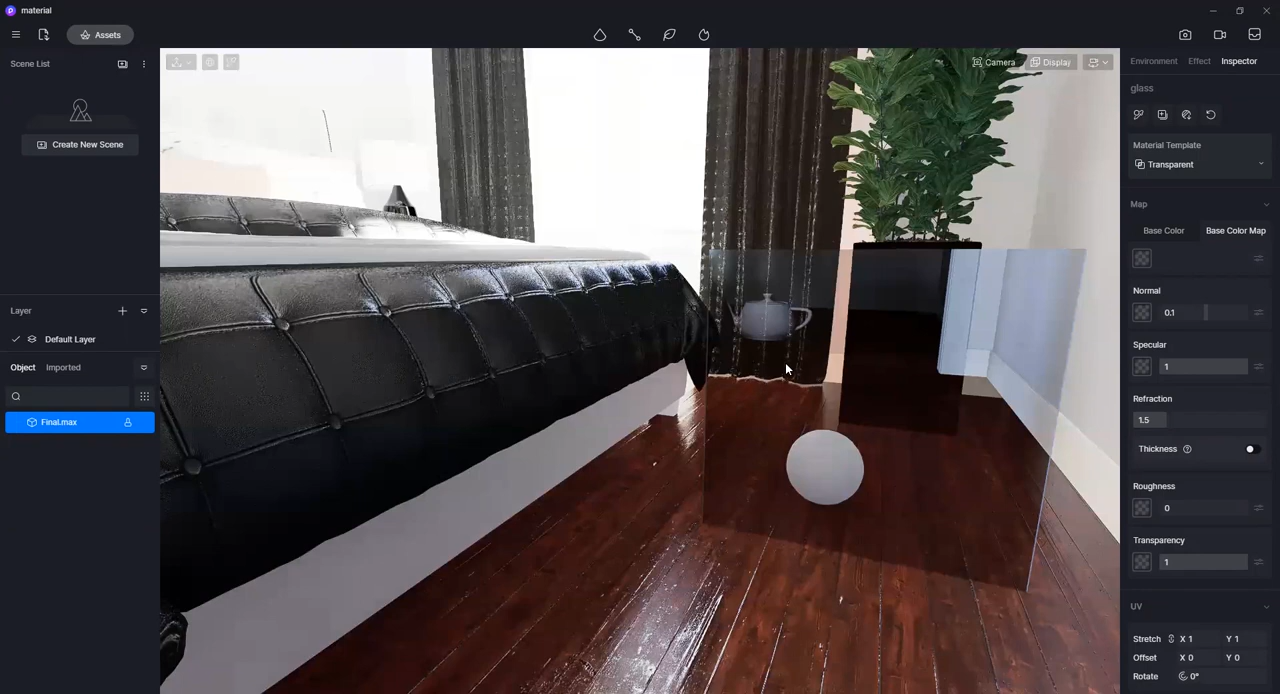 material
Assets
Scene List
Create New Scene
Layer
Default Layer
Object Imported
Final.max
Camera Display
Environment Effect Inspector
glass
Material Template
Transparent
Map
Base Color Base Color Map
Normal
0.1
Specular
1
Refraction
1.5
Thickness
Roughness
0
Transparency
1
UV
Stretch X 1 Y 1
Offset X 0 Y 0
Rotate 0°